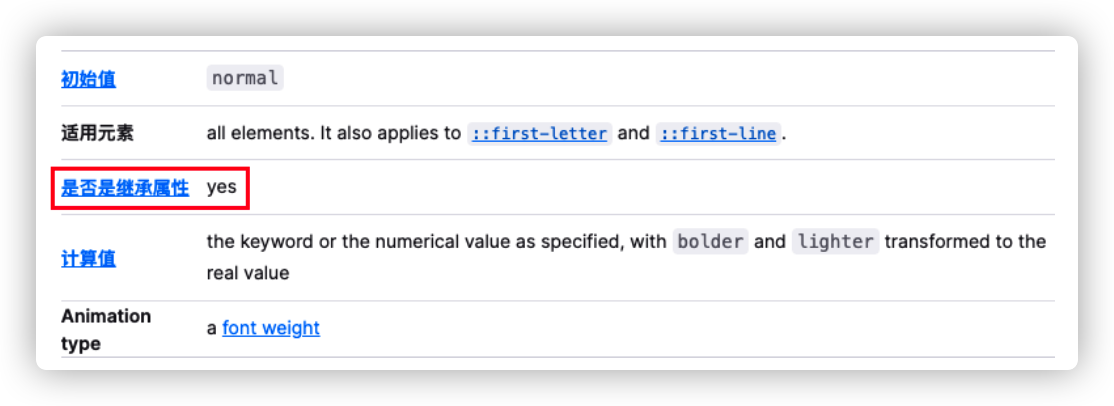 初始值 normal
适用元素 all elements. It also applies to ::first-letter and ::first-line.
是否是继承属性 yes
计算值 the keyword or the numerical value as specified, with bolder and lighter transformed to the
real value
Animation
type a font weight